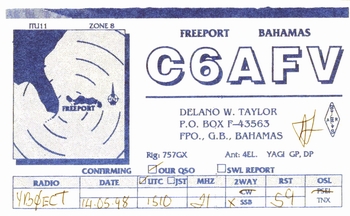 ITU11 ZONE 8
FREEPORT BAHAMAS
C6AFV
FREEPORT
DELANO W. TAYLOR
P.O. BOX F-43563
FPO., G.B., BAHAMAS
Rig: 757GX Ant: 4EL. YAGI GP, DP
CONFIRMING OUR QSO SWL REPORT
RADIO DATE UTC JST MHZ 2WAY RST QSL
CW PSE
YBØECT 14.05.98 1510 21 x SSB 59 TNX